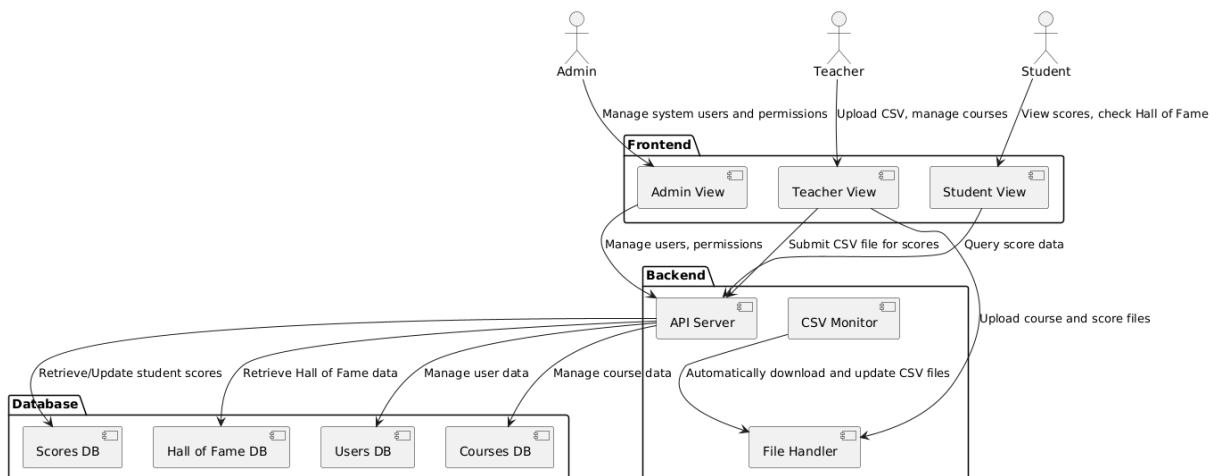 Admin
Teacher
Student
Manage system users and permissions
Upload CSV, manage courses
View scores, check Hall of Fame
Frontend
Admin View
Teacher View
Student View
Manage users, permissions
Submit CSV file for scores
Query score data
Backend
API Server
CSV Monitor
Upload course and score files
Retrieve/Update student scores
Retrieve Hall of Fame data
Manage user data
Manage course data
Automatically download and update CSV files
Database
Scores DB
Hall of Fame DB
Users DB
Courses DB
File Handler